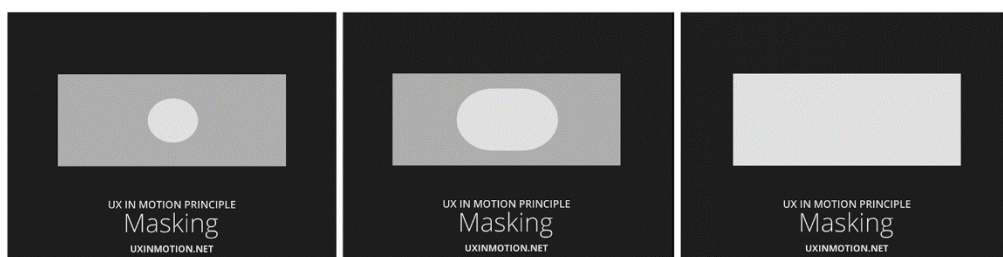 UX IN MOTION PRINCIPLE
Masking
UXINMOTION.NET
UX IN MOTION PRINCIPLE
Masking
UXINMOTION.NET
UX IN MOTION PRINCIPLE
Masking
UXINMOTION.NET